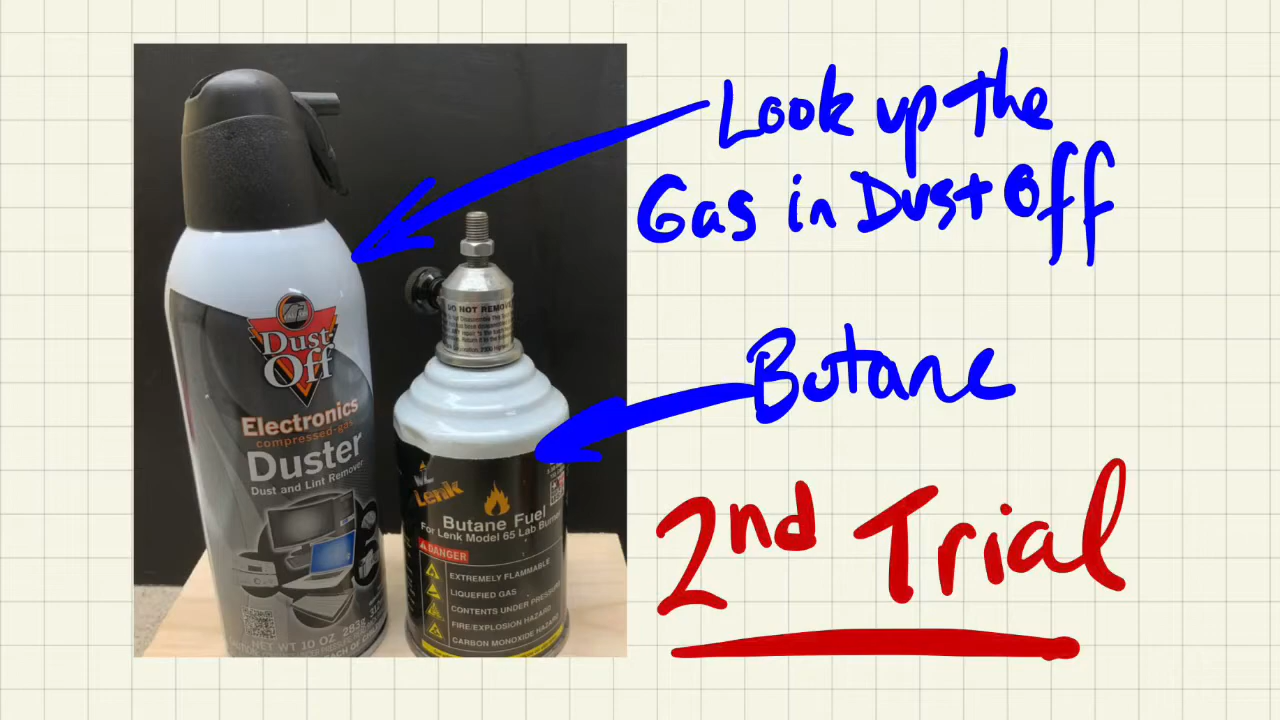 Look up the
Gas in Dust Off
Butane
2nd Trial
Dust-
Off
Electronics
compressed-gas
Duster
Dust and Lint Remover
NET WT 10 OZ
DO NOT REMOVE
WZ
Lenk
Butane Fuel
For Lenk Model 65 Lab Burner
DANGER
EXTREMELY FLAMMABLE
LIQUEFIED GAS
CONTENTS UNDER PRESSURE
FIRE/EXPLOSION HAZARD
CARBON MONOXIDE HAZARD